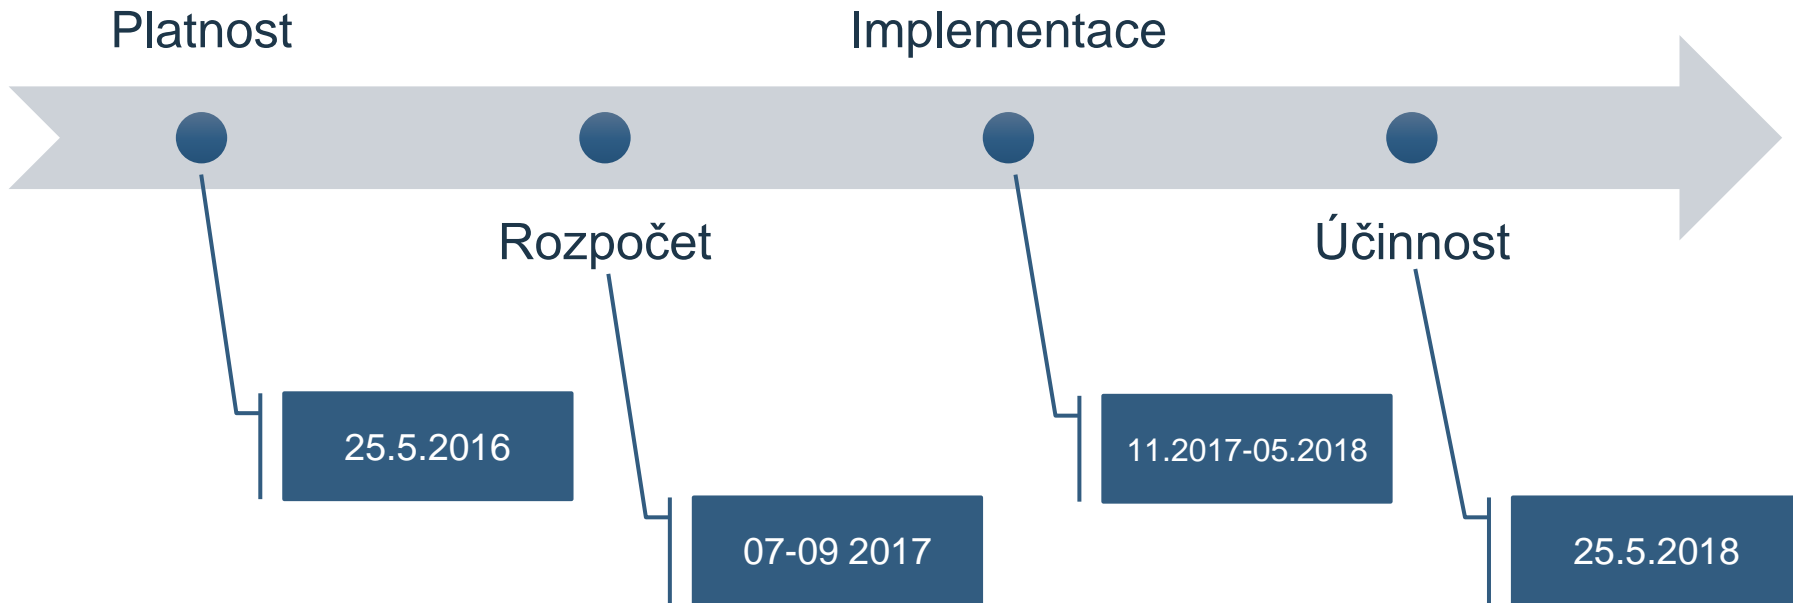 Platnost
Implementace
Rozpočet
Účinnost
25.5.2016
11.2017-05.2018
07-09 2017
25.5.2018